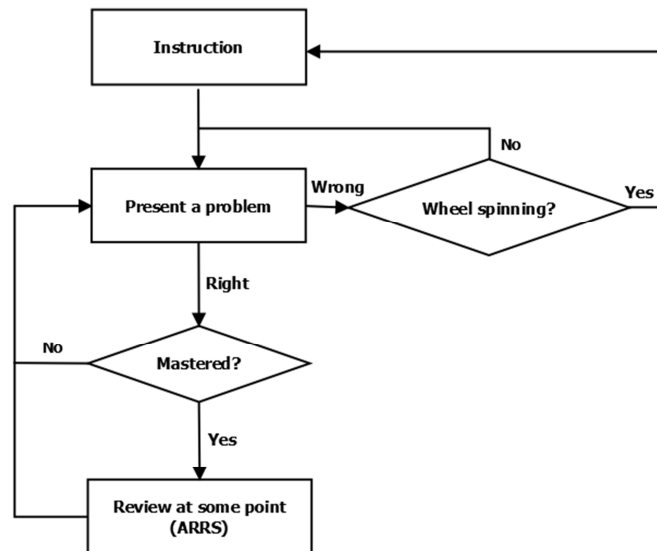 Instruction
No
Wrong
Present a problem
Wheel spinning?
Yes
Right
No
Mastered?
Yes
Review at some point
(ARRS)